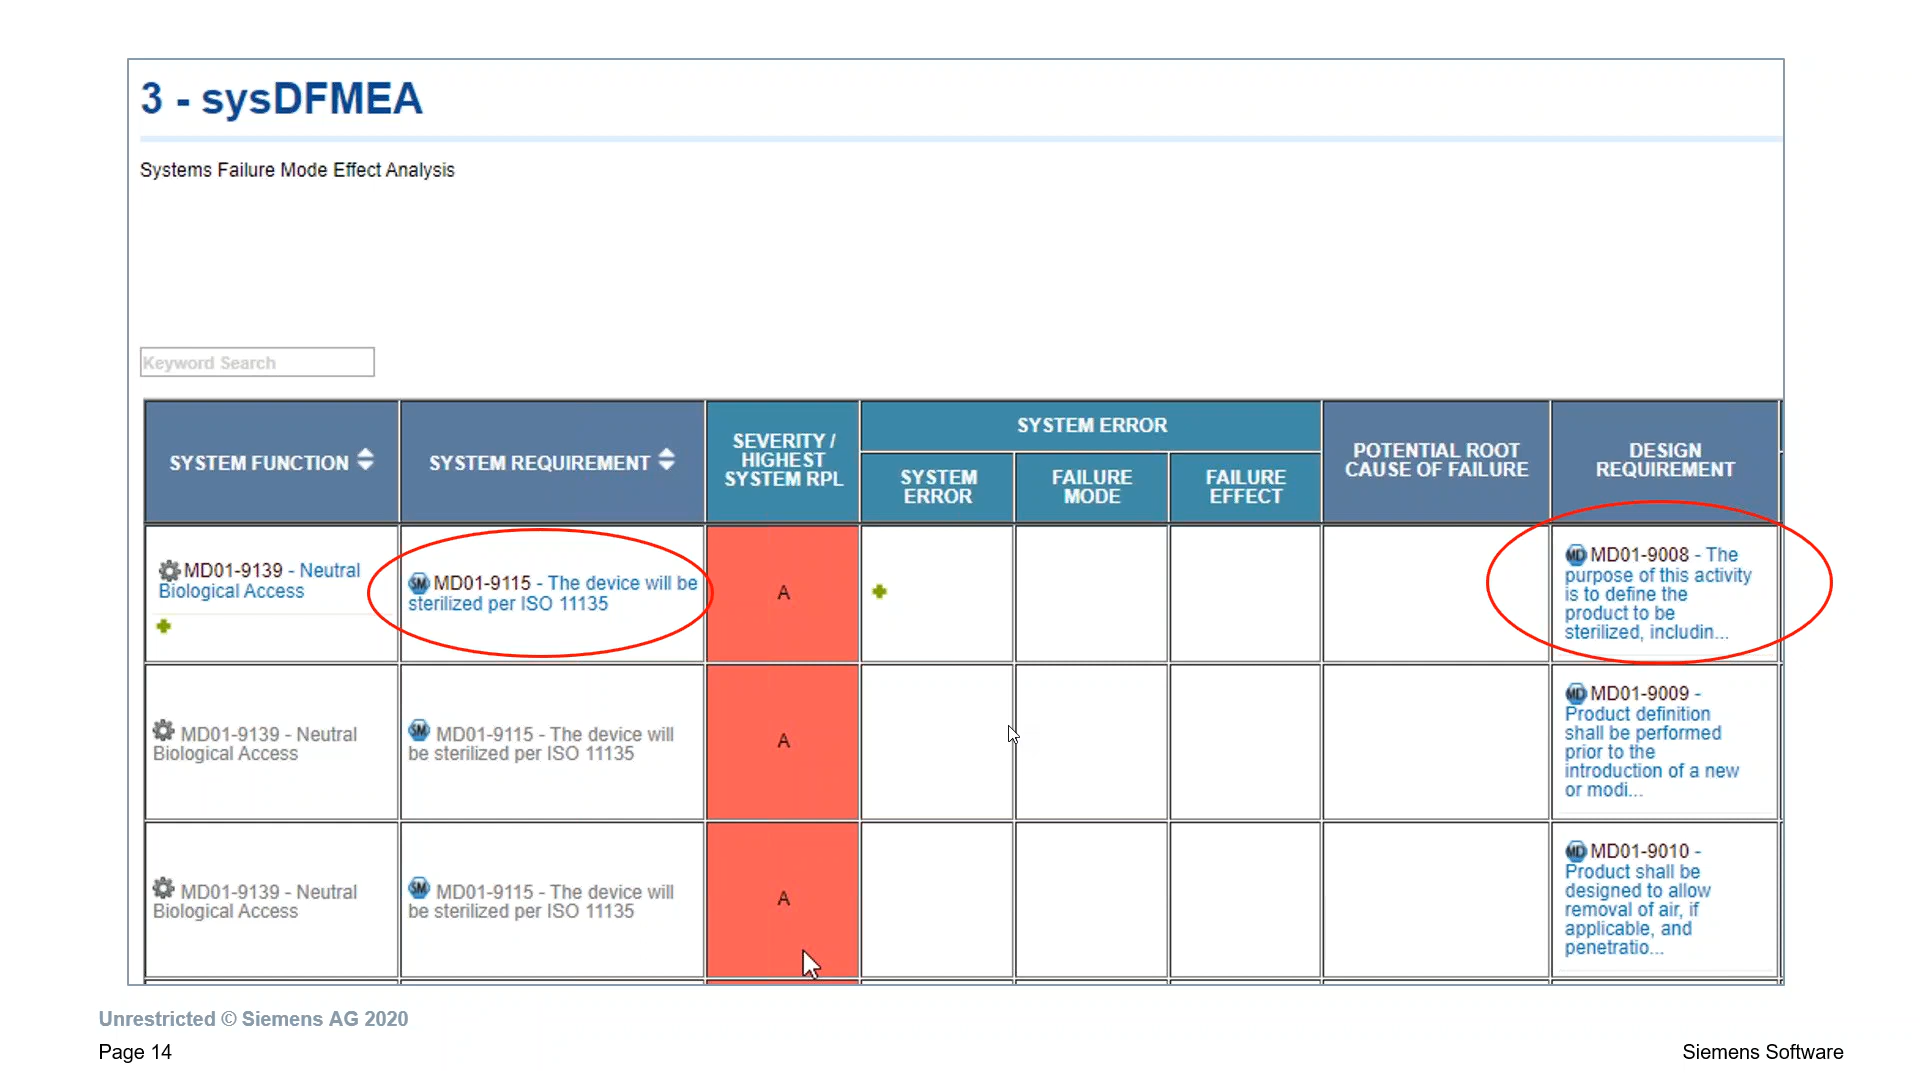 3 - sysDFMEA
Systems Failure Mode Effect Analysis
Keyword Search
SYSTEM FUNCTION
SYSTEM REQUIREMENT
SEVERITY /
HIGHEST
SYSTEM RPL
SYSTEM ERROR
SYSTEM
ERROR
FAILURE
MODE
FAILURE
EFFECT
POTENTIAL ROOT
CAUSE OF FAILURE
DESIGN
REQUIREMENT
MD01-9139 - Neutral
Biological Access
SM MD01-9115 - The device will be
sterilized per ISO 11135
A
MD MD01-9008 - The
purpose of this activity
is to define the
product to be
sterilized, includin...
MD01-9139 - Neutral
Biological Access
SM MD01-9115 - The device will
be sterilized per ISO 11135
A
MD MD01-9009 -
Product definition
shall be performed
prior to the
introduction of a new
or modi...
MD01-9139 - Neutral
Biological Access
SM MD01-9115 - The device will
be sterilized per ISO 11135
A
MD MD01-9010 -
Product shall be
designed to allow
removal of air, if
applicable, and
penetratio...
Unrestricted © Siemens AG 2020
Page 14
Siemens Software